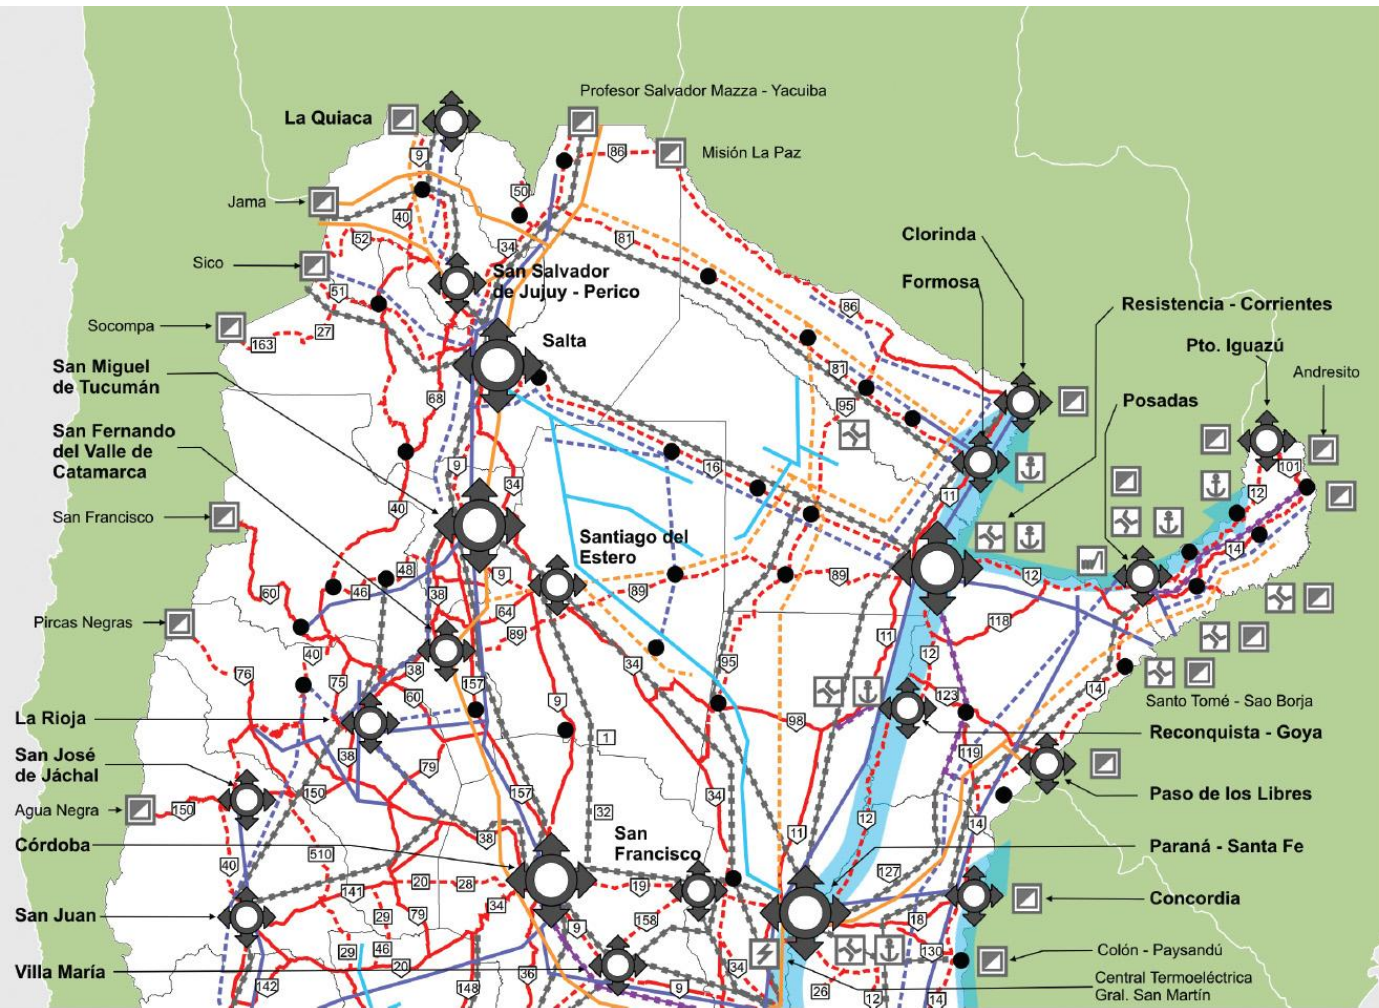 Profesor Salvador Mazza - Yacuiba
La Quiaca
9
86
Misión La Paz
50
Jama
40
52
34
81
Clorinda
Sico
San Salvador
de Jujuy - Perico
Formosa
51
86
Resistencia - Corrientes
Socompa
27
163
Salta
Pto. Iguazú
San Miguel
de Tucumán
81
Andresito
68
95
Posadas
San Fernando
del Valle de
Catamarca
9
34
16
101
12
11
40
San Francisco
Santiago del
Estero
14
48
9
12
60
46
38
89
89
64
Pircas Negras
118
89
11
40
34
12
76
38
95
75
157
60
123
14
Santo Tomé - Sao Borja
9
La Rioja
98
1
119
Reconquista - Goya
38
San José
de Jáchal
79
150
157
34
Paso de los Libres
Agua Negra
150
32
12
14
11
San
Francisco
38
Córdoba
Paraná - Santa Fe
510
40
127
20
28
19
141
Concordia
34
San Juan
29
79
158
18
9
29
46
130
Colón - Paysandú
20
34
Villa María
36
Central Termoeléctrica
Gral. San Martín
142
148
9
26
12
14